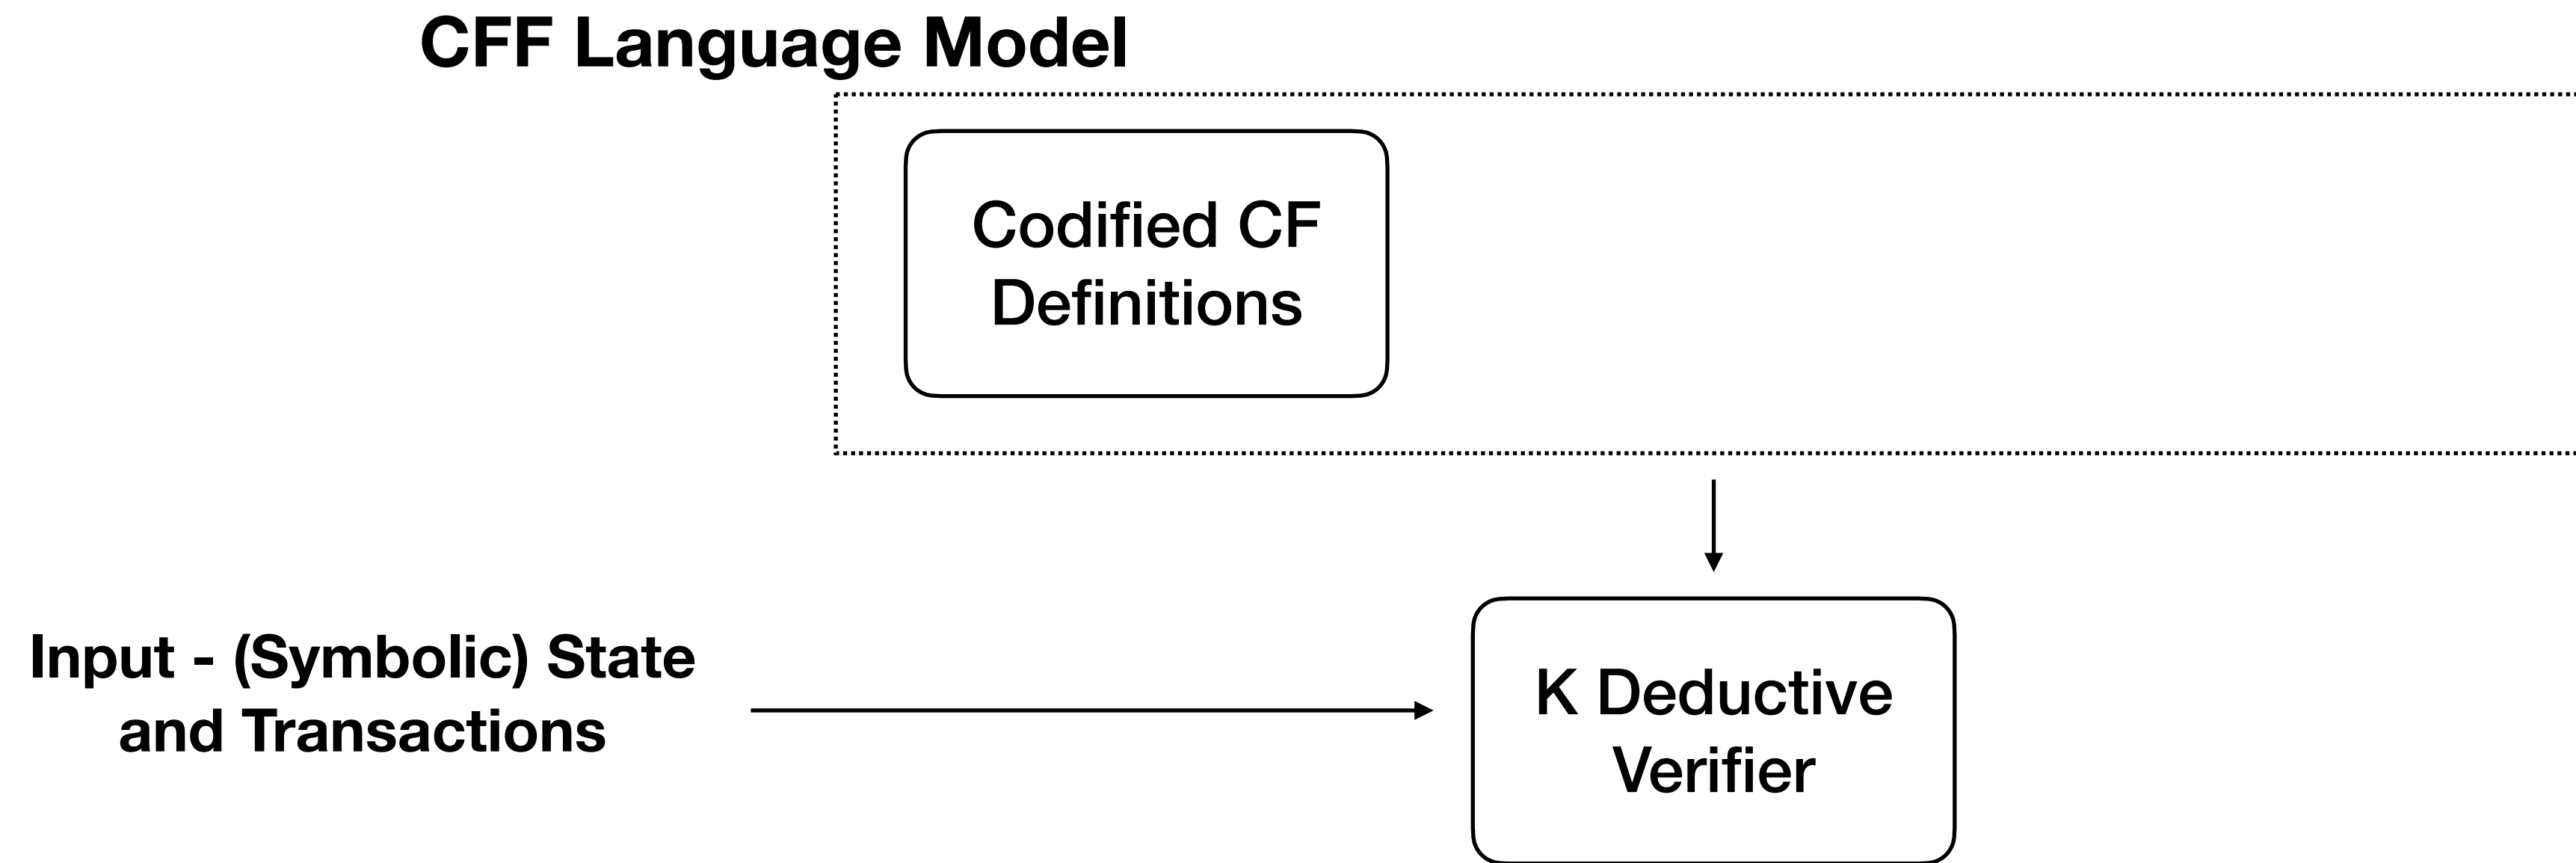 CFF Language Model
Codified CF
Definitions
Input - (Symbolic) State
and Transactions
K Deductive
Verifier